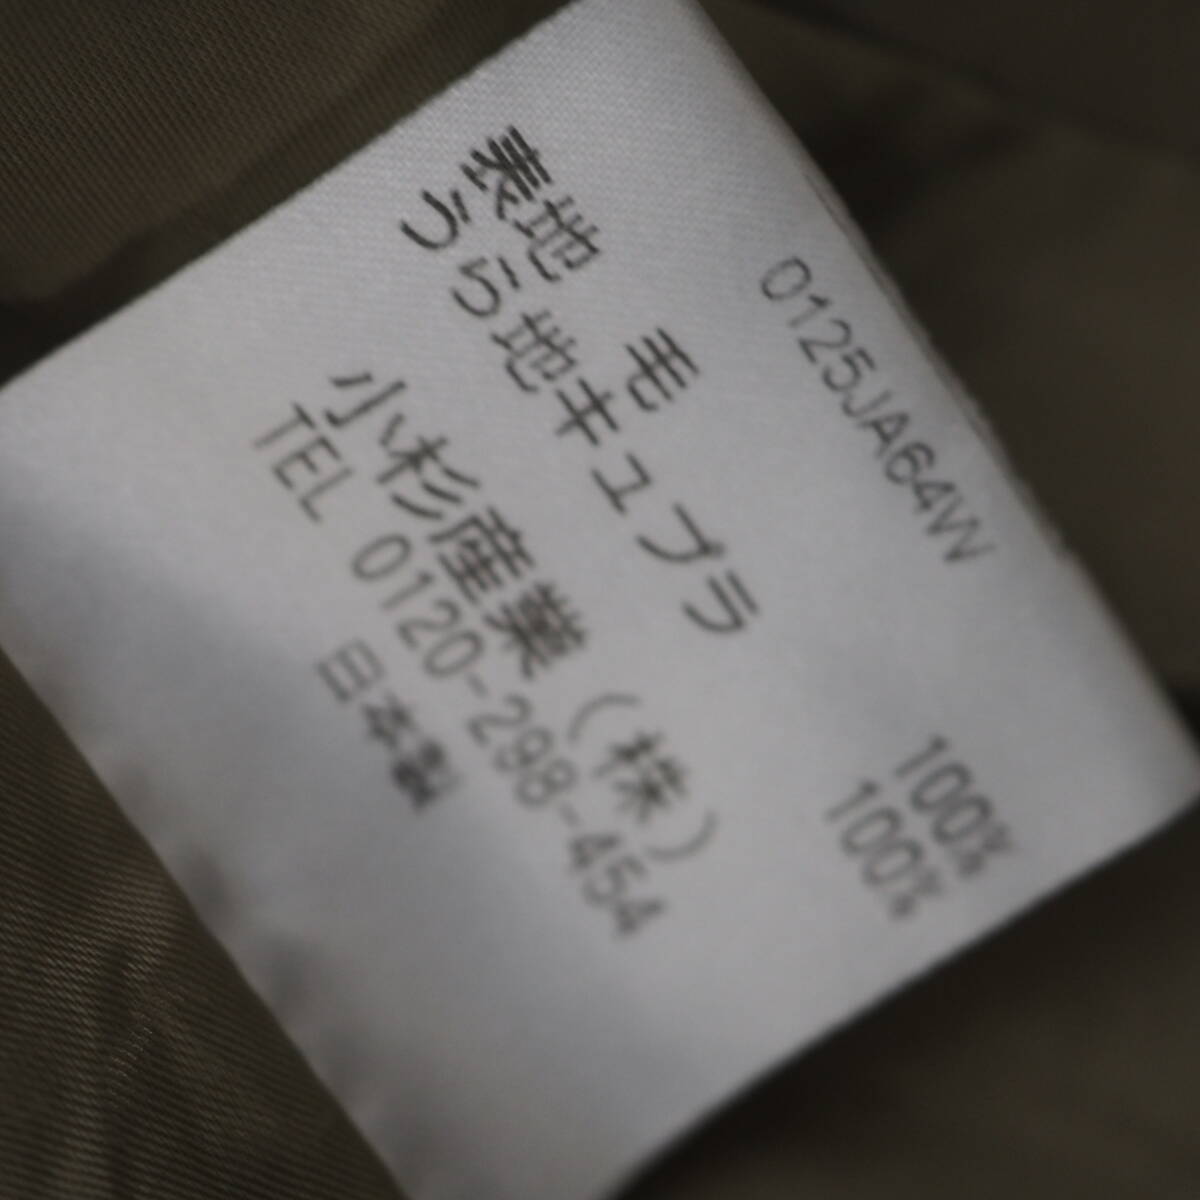 0125JA64W
表地 毛 100%
うら地キュプラ 100%
小杉産業(株)
TEL 0120-298-454
日本製